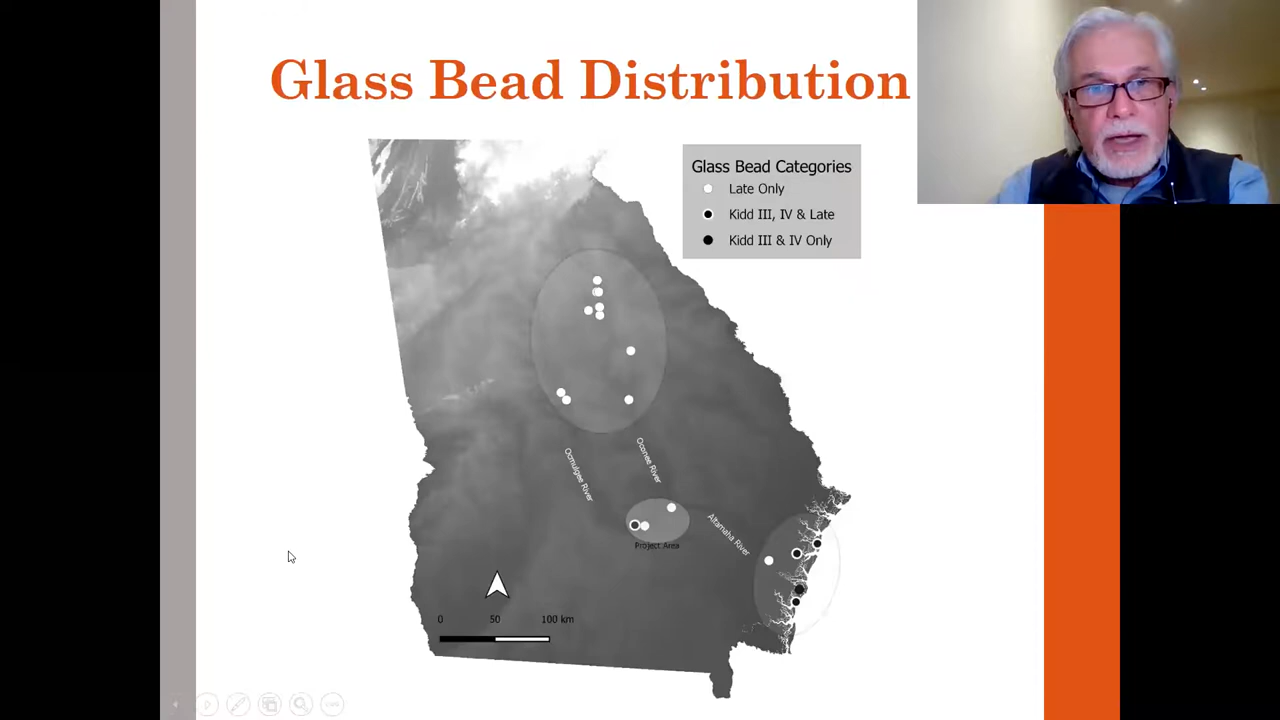 Glass Bead Distribution
Glass Bead Categories
Late Only
Kidd III, IV & Late
Kidd III & IV Only
Ocmulgee River
Oconee River
Altamaha River
Project Area
0 50 100 km